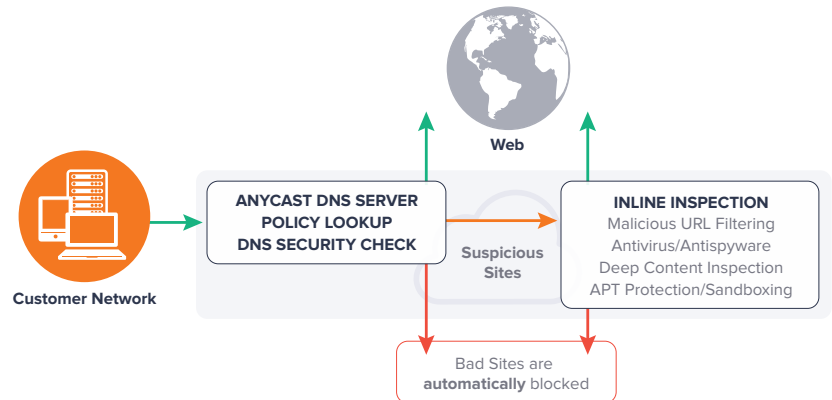 Web
Customer Network
ANYCAST DNS SERVER
POLICY LOOKUP
DNS SECURITY CHECK
Suspicious
Sites
INLINE INSPECTION
Malicious URL Filtering
Antivirus/Antispyware
Deep Content Inspection
APT Protection/Sandboxing
Bad Sites are
automatically blocked